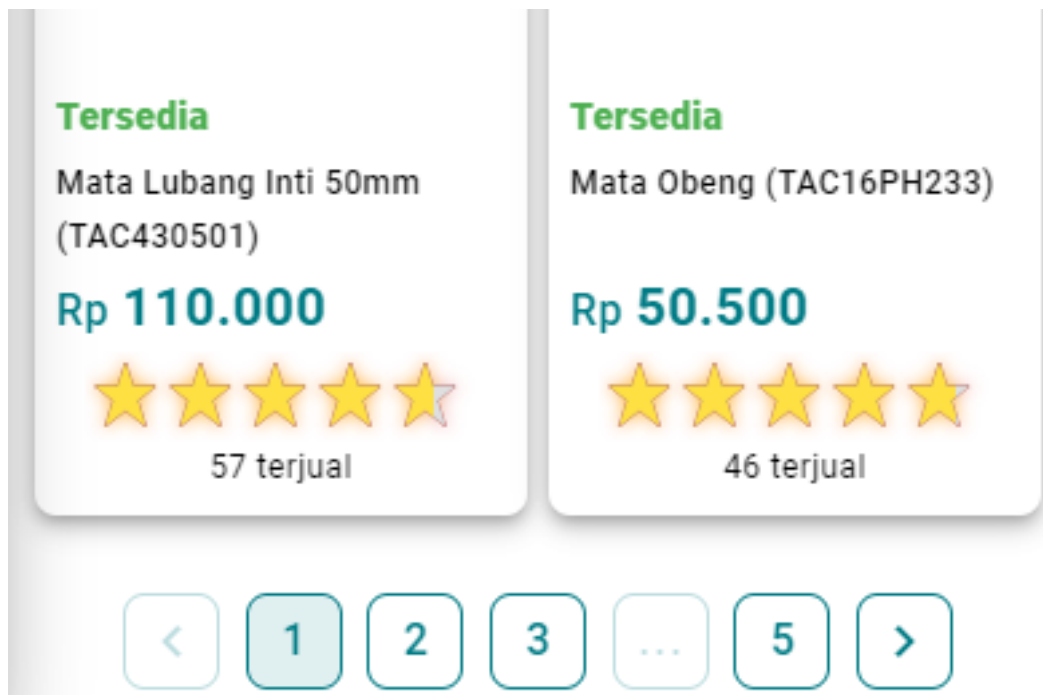 Tersedia
Mata Lubang Inti 50mm
(TAC430501)
Rp 110.000
57 terjual
Tersedia
Mata Obeng (TAC16PH233)
Rp 50.500
46 terjual
< 1 2 3 ... 5 >